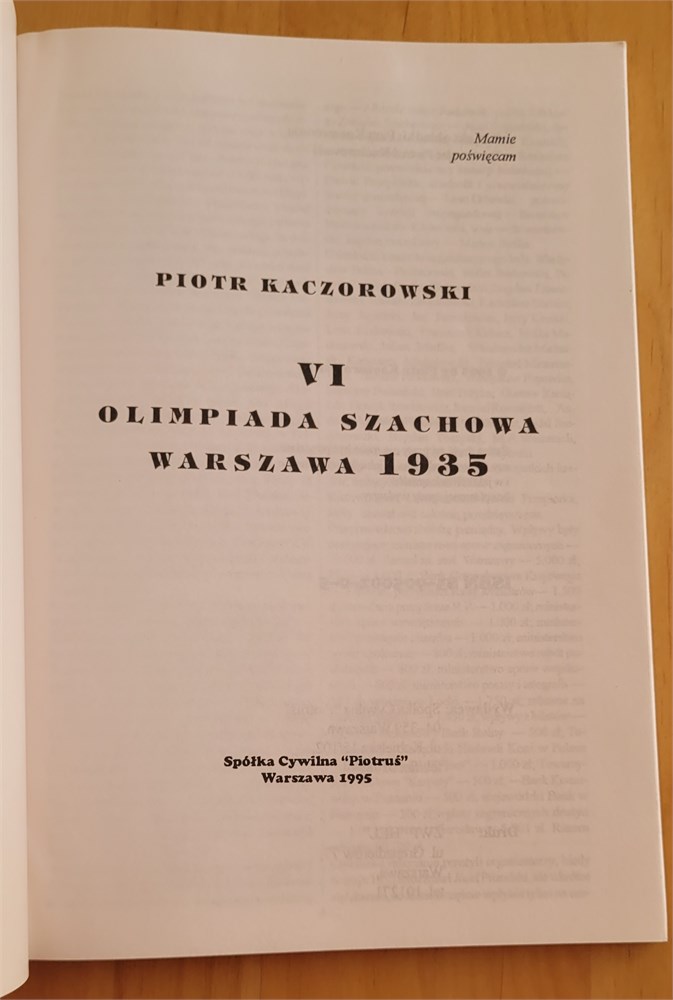 Mamie
poświęcam
PIOTR KACZOROWSKI
VI
OLIMPIADA SZACHOWA
WARSZAWA 1935
Spółka Cywilna “Piotruś”
Warszawa 1995